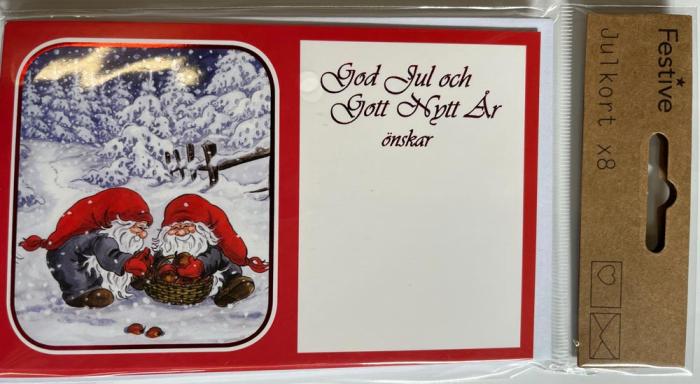 God Jul och
Gott Nytt År
önskar
Festive
Julkort x8